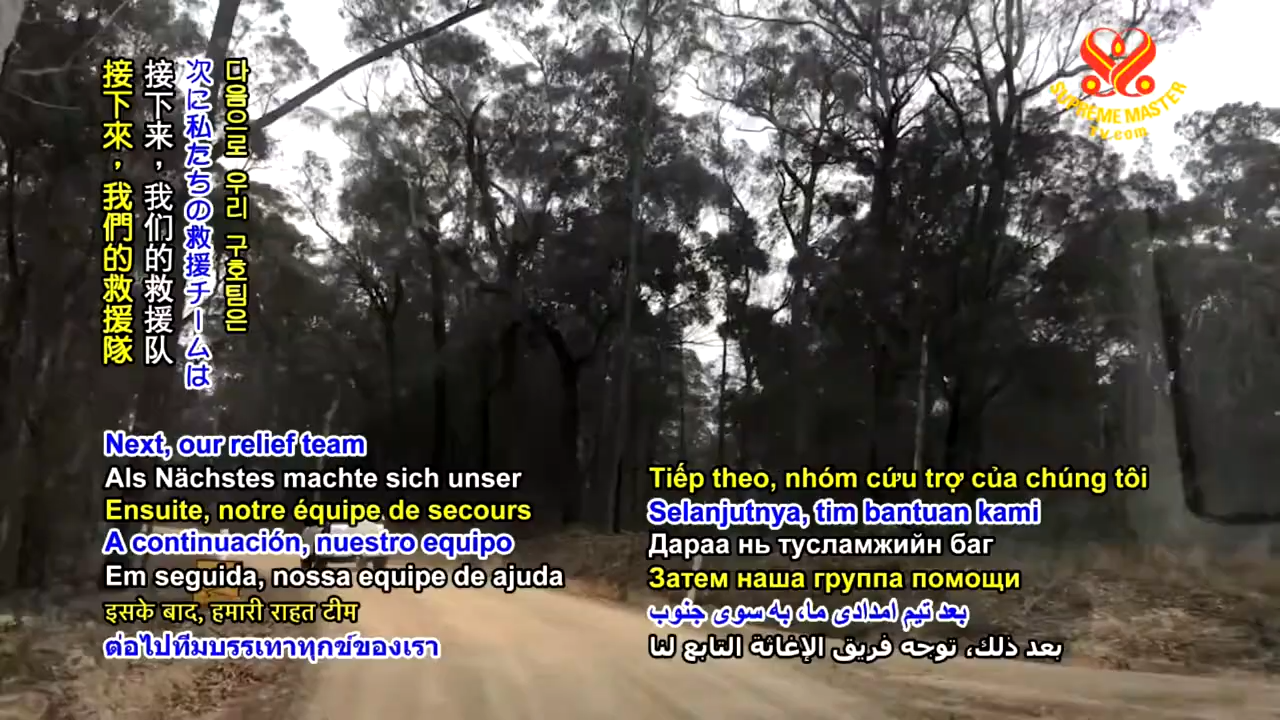 接下來，我們的救援隊
接下来，我们的救援队
次に私たちの救援チームは
다음으로 우리 구호팀은
SUPREME MASTER
TV.com
Next, our relief team
Als Nächstes machte sich unser
Ensuite, notre équipe de secours
A continuación, nuestro equipo
Em seguida, nossa equipe de ajuda
इसके बाद, हमारी राहत टीम
ต่อไปทีมบรรเทาทุกข์ของเรา
Tiếp theo, nhóm cứu trợ của chúng tôi
Selanjutnya, tim bantuan kami
Дараа нь тусламжийн баг
Затем наша группа помощи
بعد تیم امدادی ما، به سوی جنوب
بعد ذلك، توجه فريق الإغاثة التابع لنا